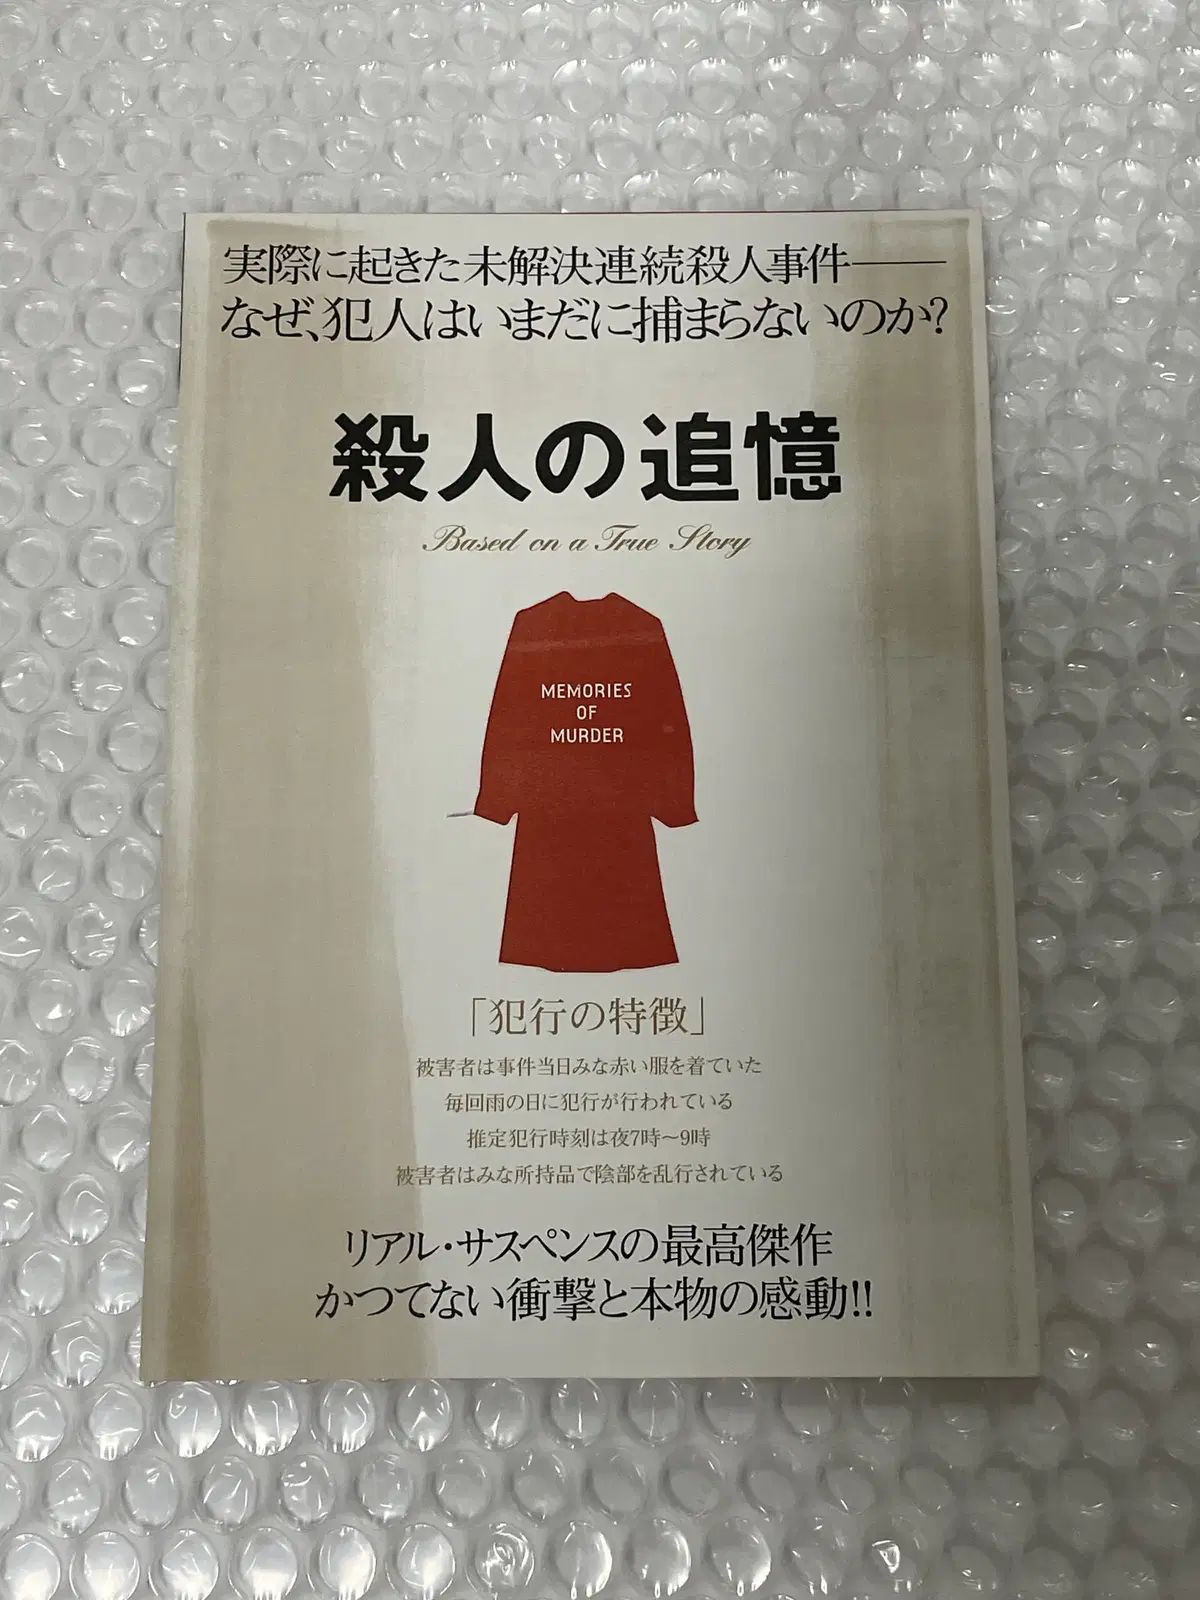 実際に起きた未解決連続殺人事件――
なぜ、犯人はいまだに捕まらないのか?
殺人の追憶
Based on a True Story
MEMORIES
OF
MURDER
「犯行の特徴」
被害者は事件当日みな赤い服を着ていた
毎回雨の日に犯行が行われている
推定犯行時刻は夜7時〜9時
被害者はみな所持品で陰部を乱行されている
リアル・サスペンスの最高傑作
かつてない衝撃と本物の感動!!